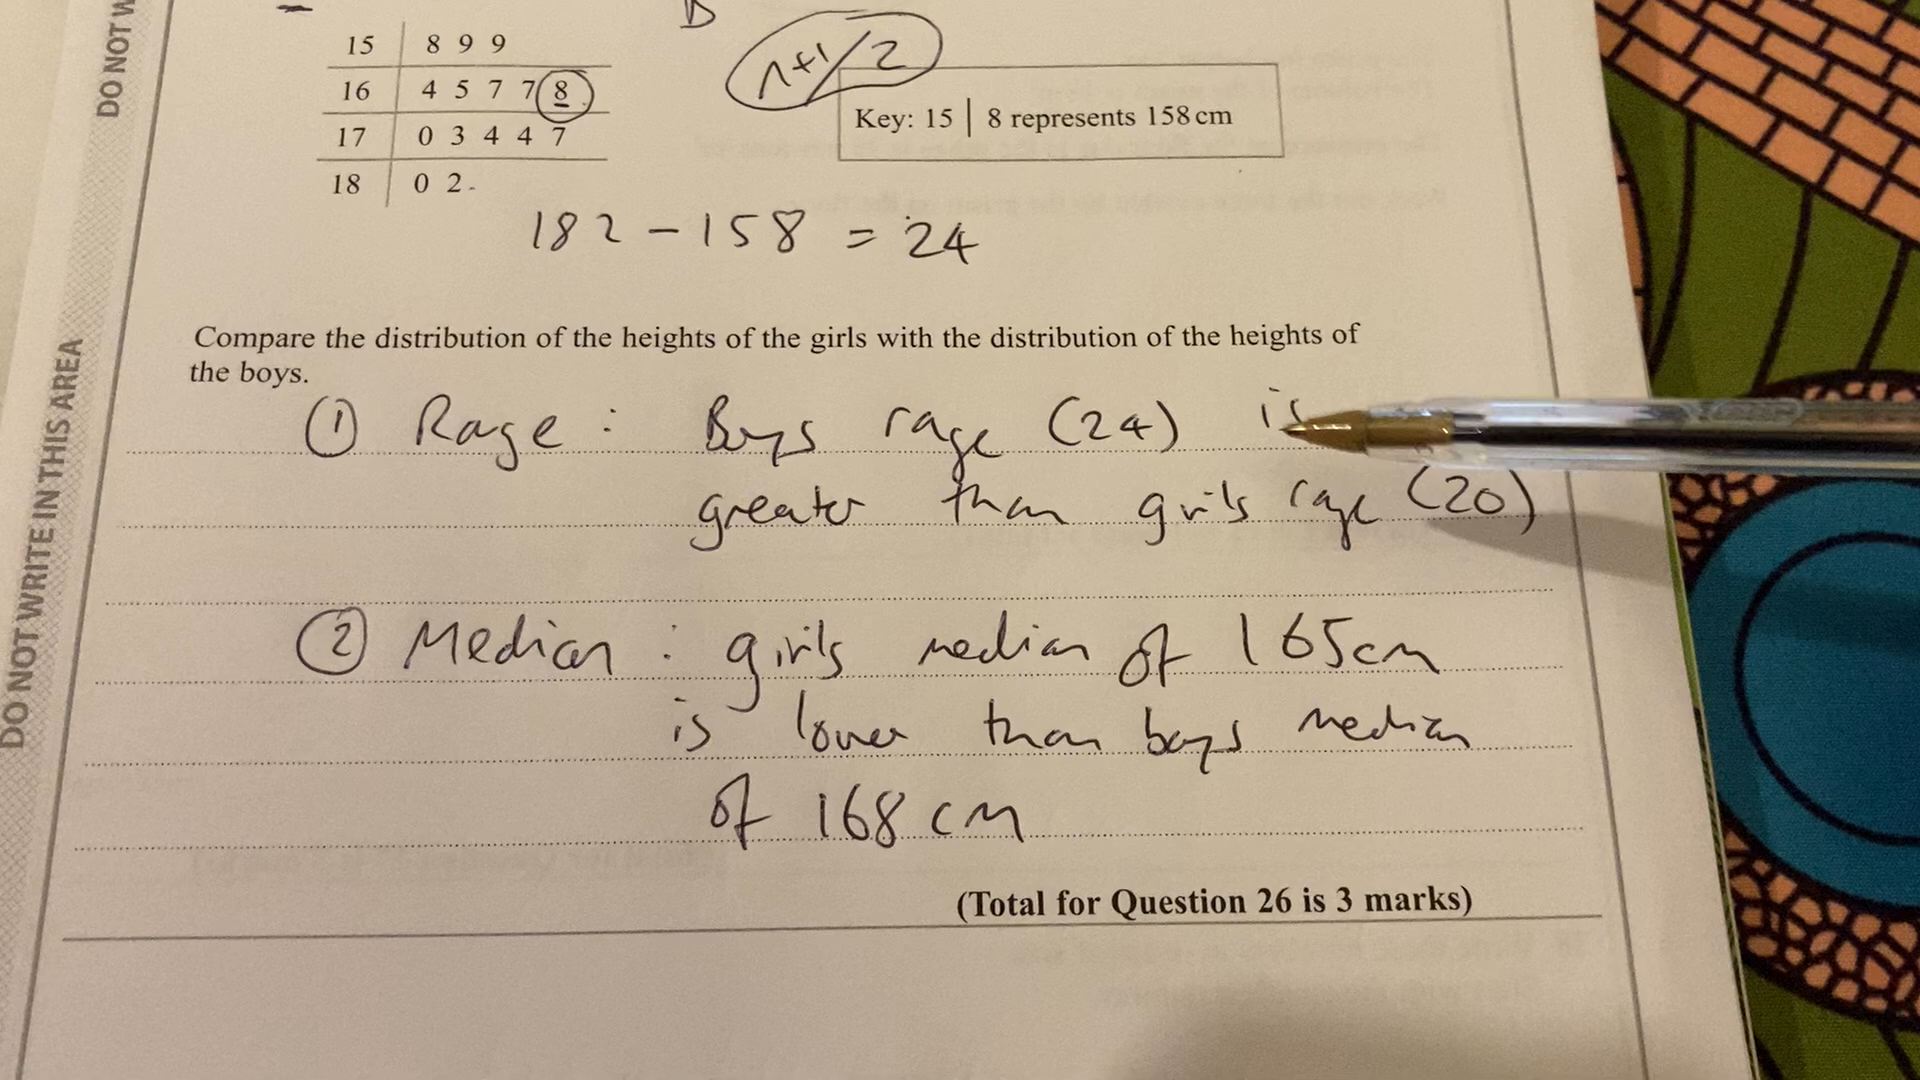 DO NOT W
15 | 8 9 9
16 | 4 5 7 7 8
17 | 0 3 4 4 7
18 | 0 2
n+1/2
Key: 15 | 8 represents 158 cm
182 - 158 = 24
Compare the distribution of the heights of the girls with the distribution of the heights of
the boys.
① Rage : Boys rage (24) is
greater than girls rage (20)
② Median : girls median of 165cm
is lower than boys median
of 168 cm
(Total for Question 26 is 3 marks)
DO NOT WRITE IN THIS AREA